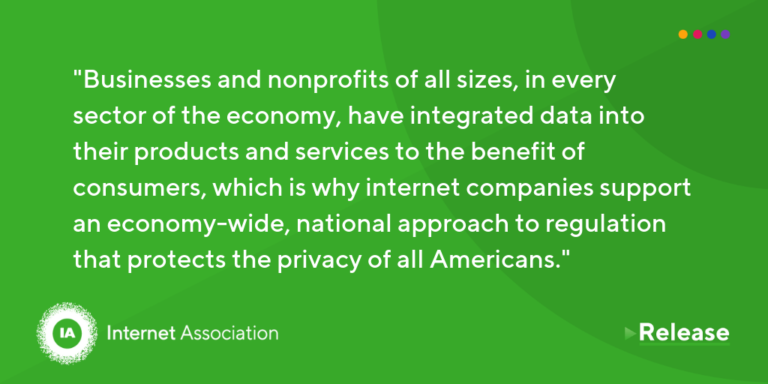 "Businesses and nonprofits of all sizes, in every
sector of the economy, have integrated data into
their products and services to the benefit of
consumers, which is why internet companies support
an economy-wide, national approach to regulation
that protects the privacy of all Americans."
IA
Internet Association
Release